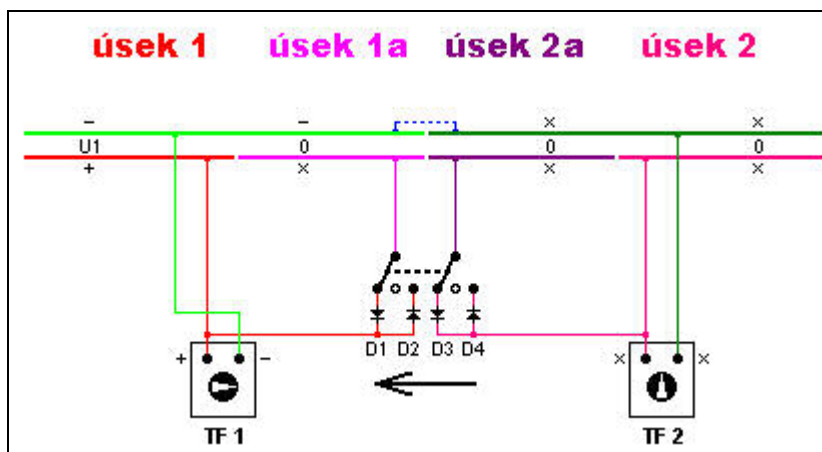 úsek 1 úsek 1a úsek 2a úsek 2
− − × ×
U1 0 0 0
+ × × ×
D1 D2 D3 D4
+ − × ×
TF 1 TF 2